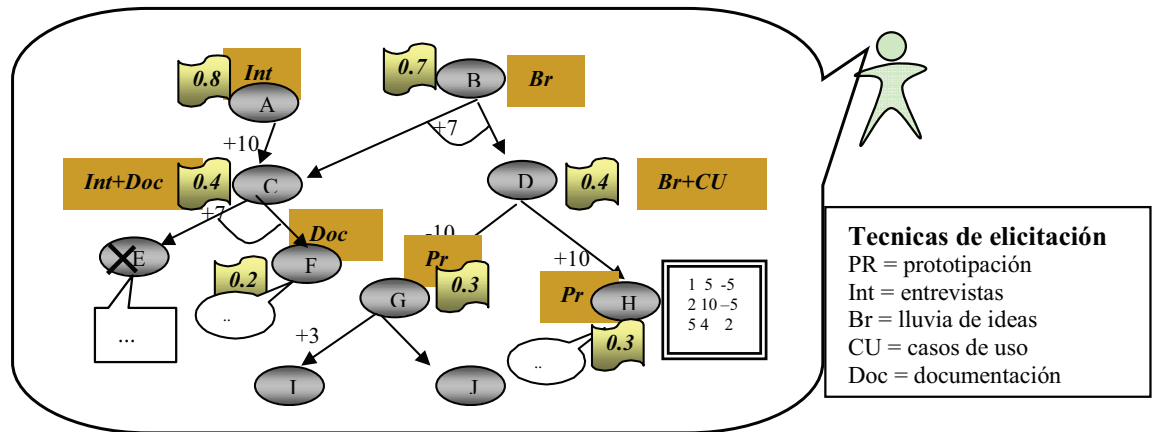 0.8
Int
A
0.7
B
Br
+10
+7
Int+Doc
0.4
C
D
0.4
Br+CU
+7
Doc
-10
E
0.2
F
Pr
0.3
+10
G
Pr
H
1 5 -5
2 10 –5
5 4 2
...
..
+3
..
0.3
I
J
Tecnicas de elicitación
PR = prototipación
Int = entrevistas
Br = lluvia de ideas
CU = casos de uso
Doc = documentación